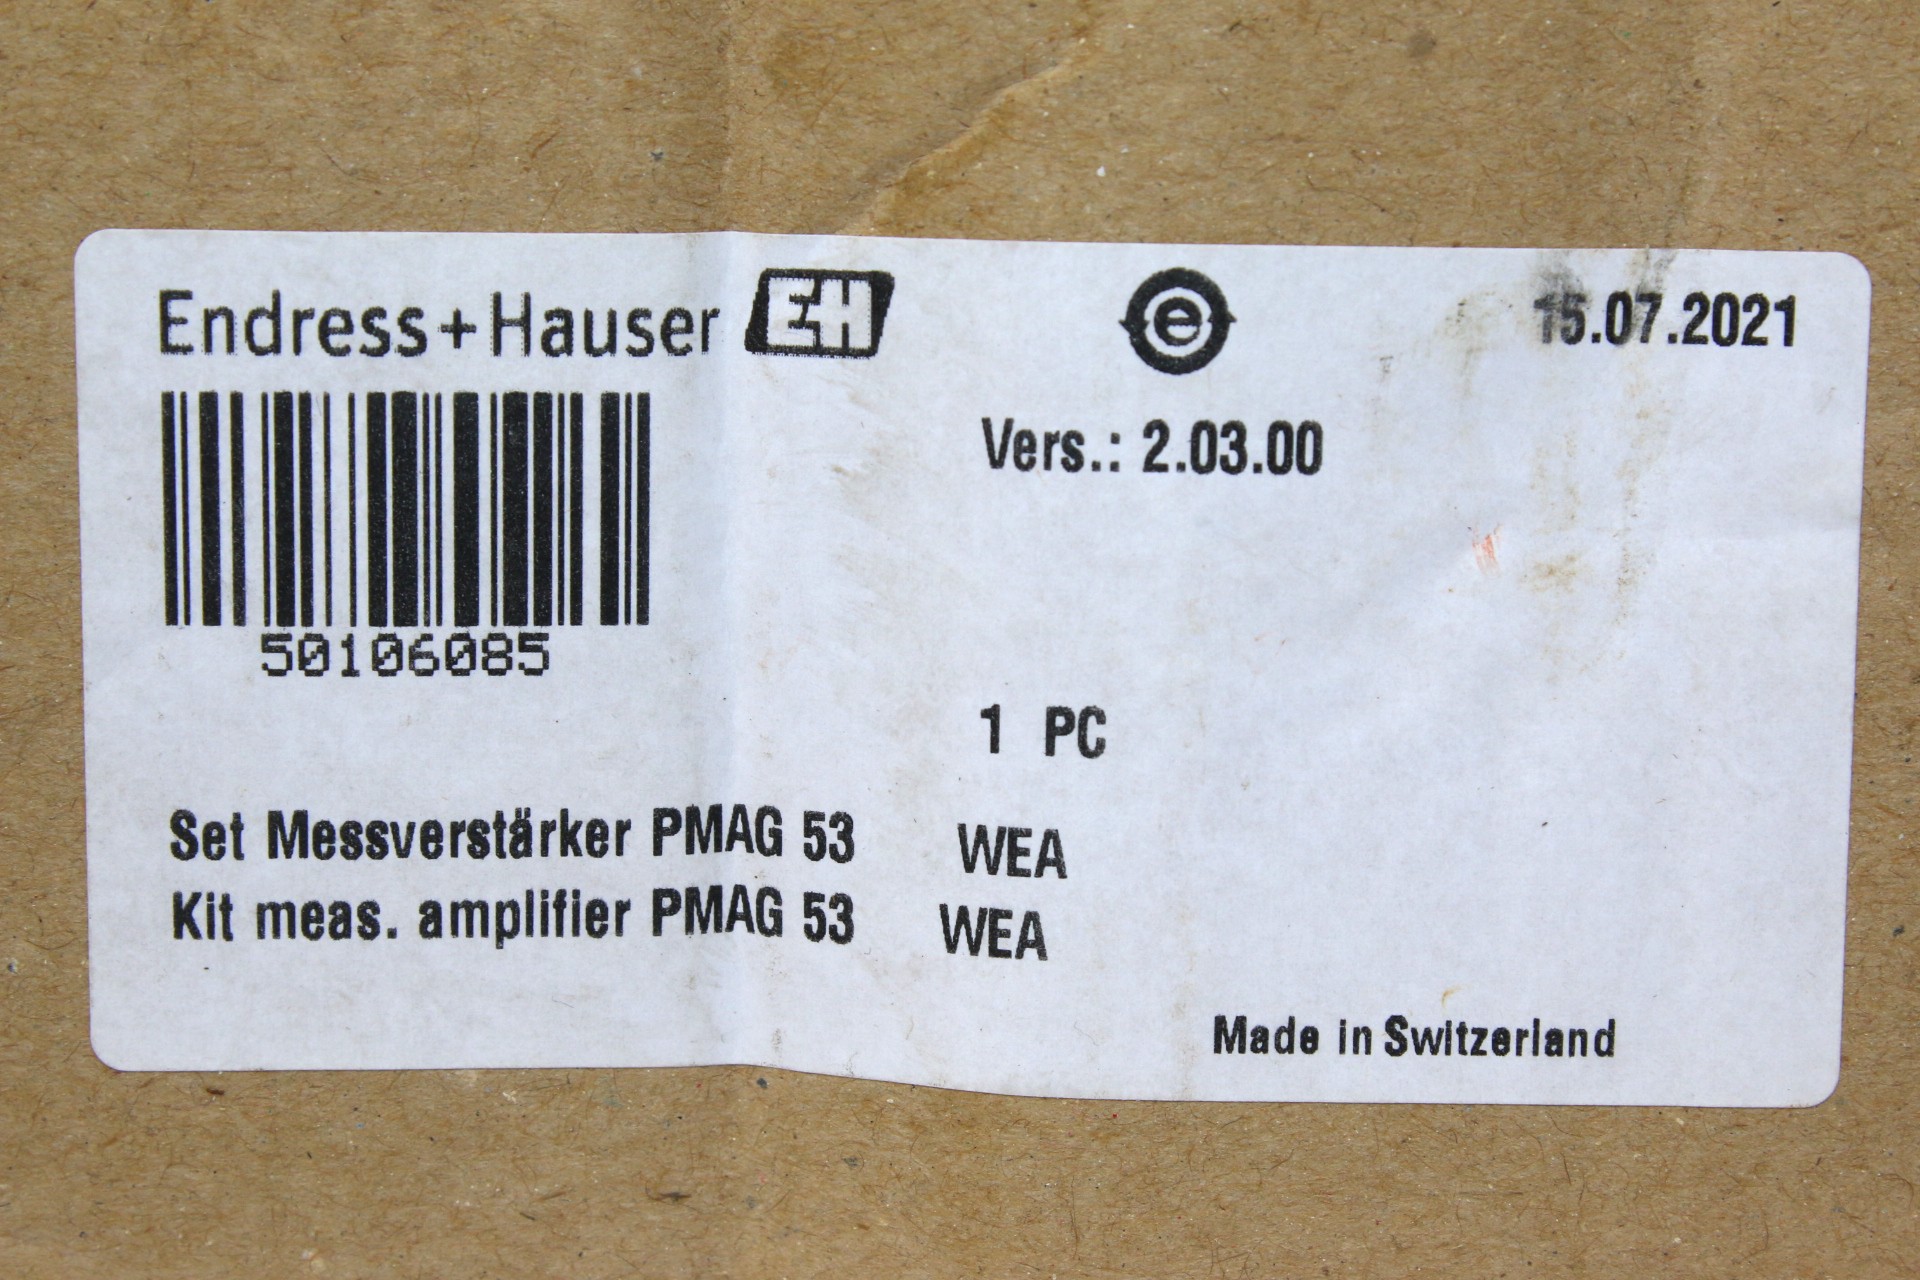 Endress+Hauser EH e 15.07.2021
Vers.: 2.03.00
50106085
1 PC
Set Messverstärker PMAG 53 WEA
Kit meas. amplifier PMAG 53 WEA
Made in Switzerland